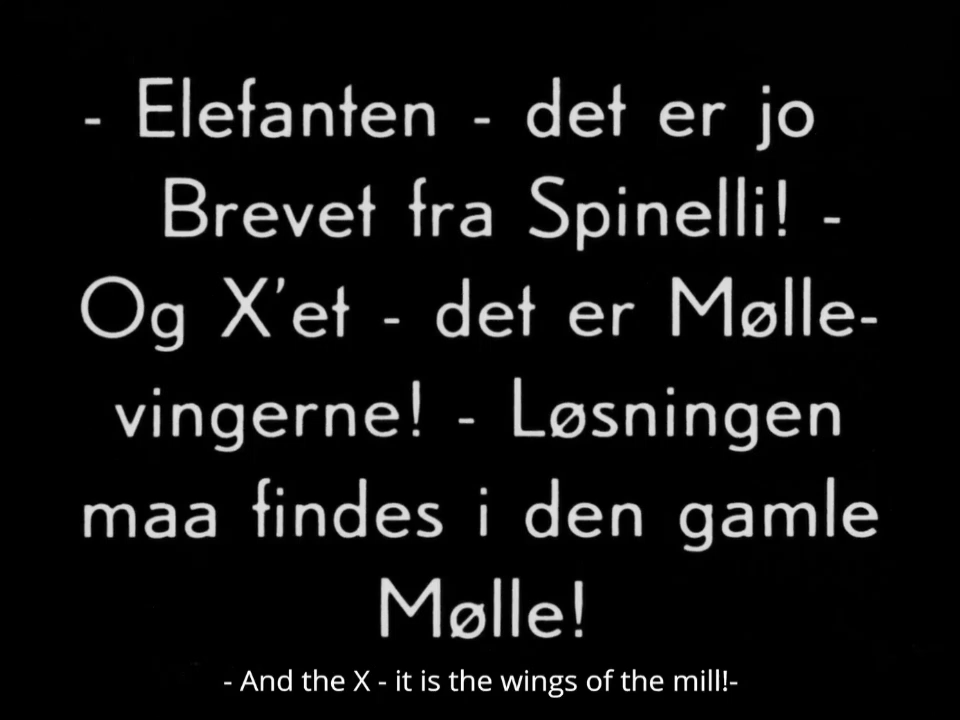 - Elefanten - det er jo
Brevet fra Spinelli! -
Og X'et - det er Mølle-
vingerne! - Løsningen
maa findes i den gamle
Mølle!
- And the X - it is the wings of the mill!-